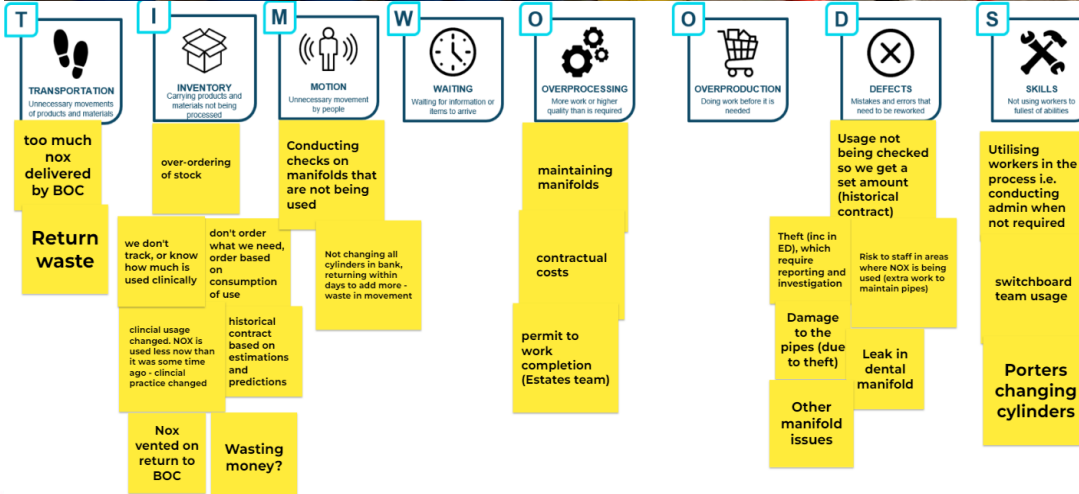 T
TRANSPORTATION
Unnecessary movements
of products and materials
too much
nox
delivered
by BOC
Return
waste
I
INVENTORY
Carrying products and
materials not being
processed
over-ordering
of stock
we don't
track, or know
how much is
used clinically
don't order
what we need,
order based
on
consumption
of use
clincial usage
changed. NOX is
used less now than
it was some time
ago - clincial
practice changed
historical
contract
based on
estimations
and
predictions
Nox
vented on
return to
BOC
Wasting
money?
M
MOTION
Unnecessary movement
by people
Conducting
checks on
manifolds that
are not being
used
Not changing all
cylinders in bank,
returning within
days to add more -
waste in movement
W
WAITING
Waiting for information or
items to arrive
O
OVERPROCESSING
More work or higher
quality than is required
maintaining
manifolds
contractual
costs
permit to
work
completion
(Estates team)
O
OVERPRODUCTION
Doing work before it is
needed
D
DEFECTS
Mistakes and errors that
need to be reworked
Usage not
being checked
so we get a
set amount
(historical
contract)
Theft (inc in
ED), which
require
reporting and
investigation
Risk to staff in areas
where NOX is being
used (extra work to
maintain pipes)
Damage
to the
pipes (due
to theft)
Leak in
dental
manifold
Other
manifold
issues
S
SKILLS
Not using workers to
fullest of abilities
Utilising
workers in the
process i.e.
conducting
admin when
not required
switchboard
team usage
Porters
changing
cylinders